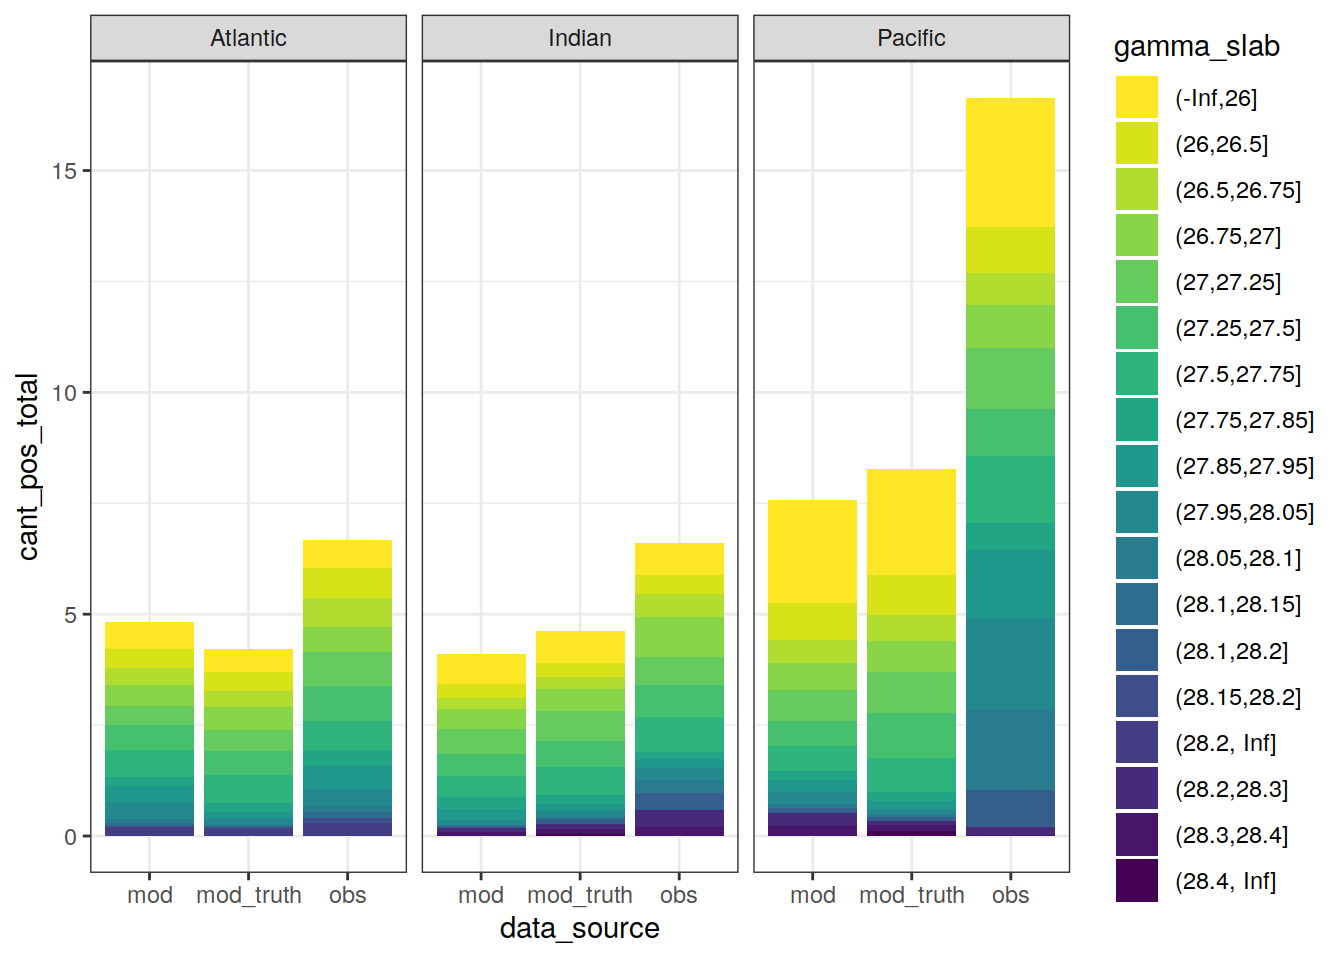 Atlantic
Indian
Pacific
gamma_slab
(-Inf,26]
(26,26.5]
(26.5,26.75]
(26.75,27]
(27,27.25]
(27.25,27.5]
(27.5,27.75]
(27.75,27.85]
(27.85,27.95]
(27.95,28.05]
(28.05,28.1]
(28.1,28.15]
(28.1,28.2]
(28.15,28.2]
(28.2, Inf]
(28.2,28.3]
(28.3,28.4]
(28.4, Inf]
cant_pos_total
15
10
5
0
mod mod_truth obs
mod mod_truth obs
mod mod_truth obs
data_source